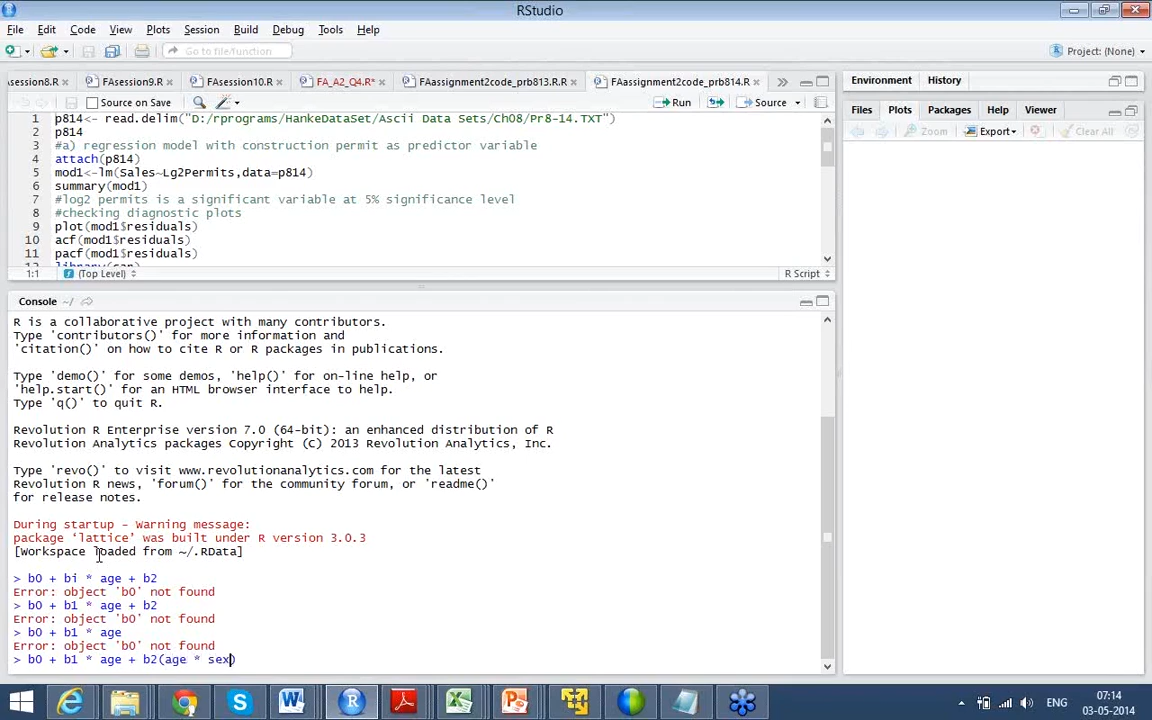 RStudio
File Edit Code View Plots Session Build Debug Tools Help
Go to file/function
Project: (None)
Asession8.R FAsession9.R FAsession10.R FA_A2_Q4.R* FAassignment2code_prb813.R FAassignment2code_prb814.R
Source on Save Run Source
1 p814<- read.delim("D:/rprograms/HankeDataSet/Ascii Data Sets/Ch08/Pr8-14.TXT")
2 p814
3 #a) regression model with construction permit as predictor variable
4 attach(p814)
5 mod1<-lm(Sales~Lg2Permits,data=p814)
6 summary(mod1)
7 #log2 permits is a significant variable at 5% significance level
8 #checking diagnostic plots
9 plot(mod1$residuals)
10 acf(mod1$residuals)
11 pacf(mod1$residuals)
1:1 (Top Level) R Script
Console ~/
R is a collaborative project with many contributors.
Type 'contributors()' for more information and
'citation()' on how to cite R or R packages in publications.
Type 'demo()' for some demos, 'help()' for on-line help, or
'help.start()' for an HTML browser interface to help.
Type 'q()' to quit R.
Revolution R Enterprise version 7.0 (64-bit): an enhanced distribution of R
Revolution Analytics packages Copyright (C) 2013 Revolution Analytics, Inc.
Type 'revo()' to visit www.revolutionanalytics.com for the latest
Revolution R news, 'forum()' for the community forum, or 'readme()'
for release notes.
During startup - Warning message:
package ‘lattice’ was built under R version 3.0.3
[Workspace loaded from ~/.RData]
> b0 + bi * age + b2
Error: object 'b0' not found
> b0 + b1 * age + b2
Error: object 'b0' not found
> b0 + b1 * age
Error: object 'b0' not found
> b0 + b1 * age + b2(age * sex)
Environment History
Files Plots Packages Help Viewer
Zoom Export Clear All
ENG
07:14
03-05-2014